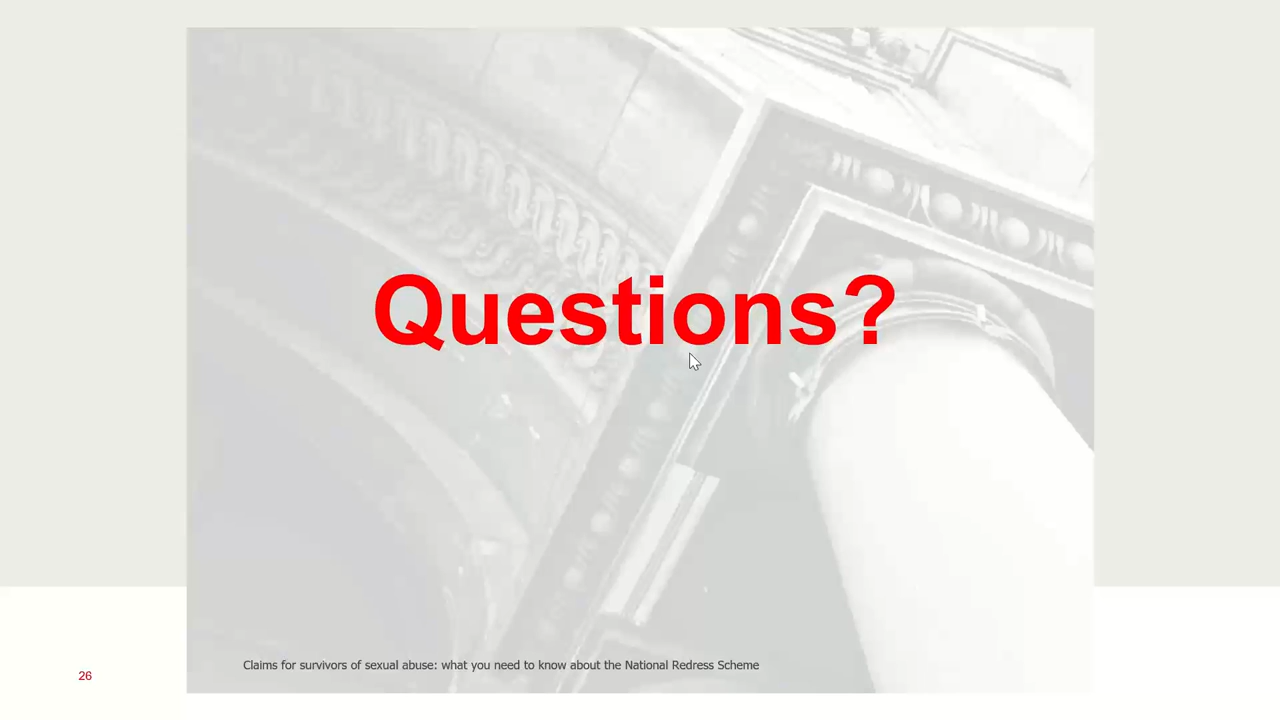 Questions?
Claims for survivors of sexual abuse: what you need to know about the National Redress Scheme
26